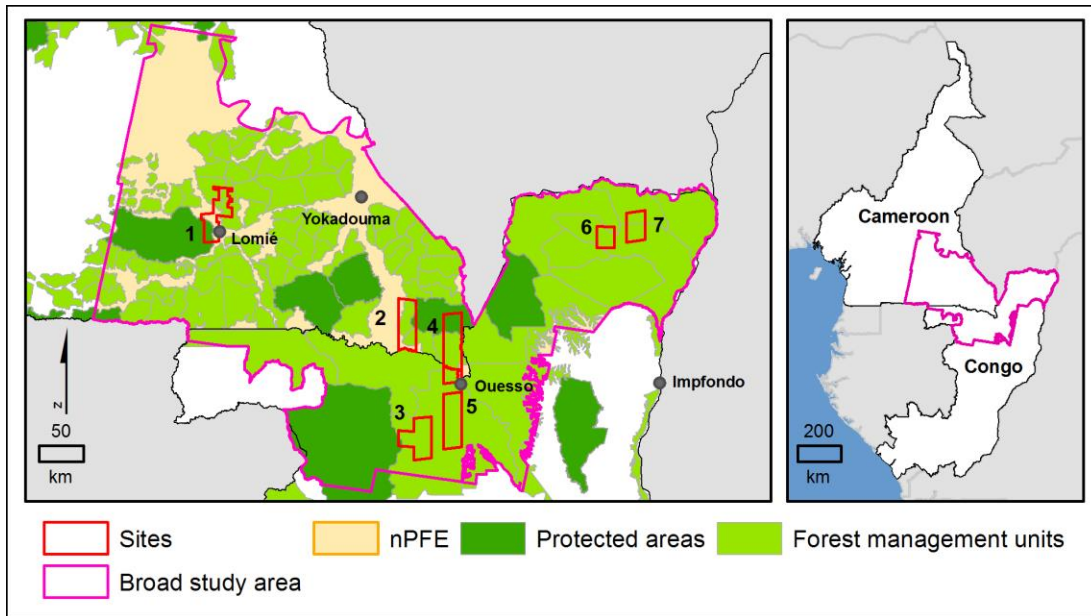 Yokadouma
1
Lomié
6
7
2
4
Ouesso
Impfondo
3
5
N
50
km
Cameroon
Congo
200
km
Sites
nPFE
Protected areas
Forest management units
Broad study area